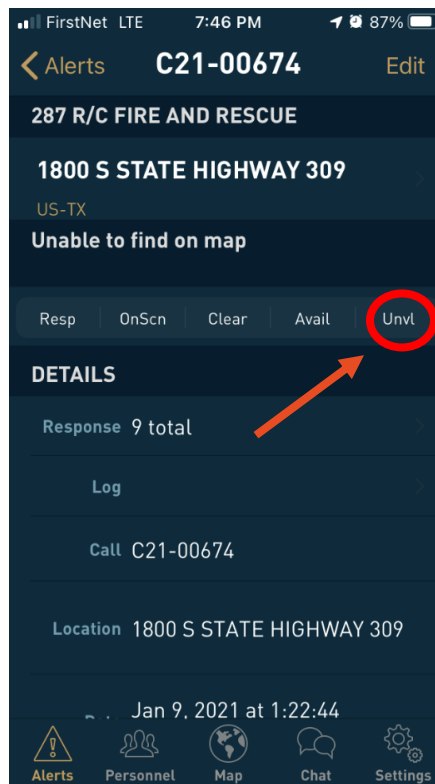 FirstNet LTE 7:46 PM 87%
Alerts C21-00674 Edit
287 R/C FIRE AND RESCUE
1800 S STATE HIGHWAY 309
US-TX
Unable to find on map
Resp OnScn Clear Avail Unvl
DETAILS
Response 9 total
Log
Call C21-00674
Location 1800 S STATE HIGHWAY 309
Jan 9, 2021 at 1:22:44
Alerts Personnel Map Chat Settings